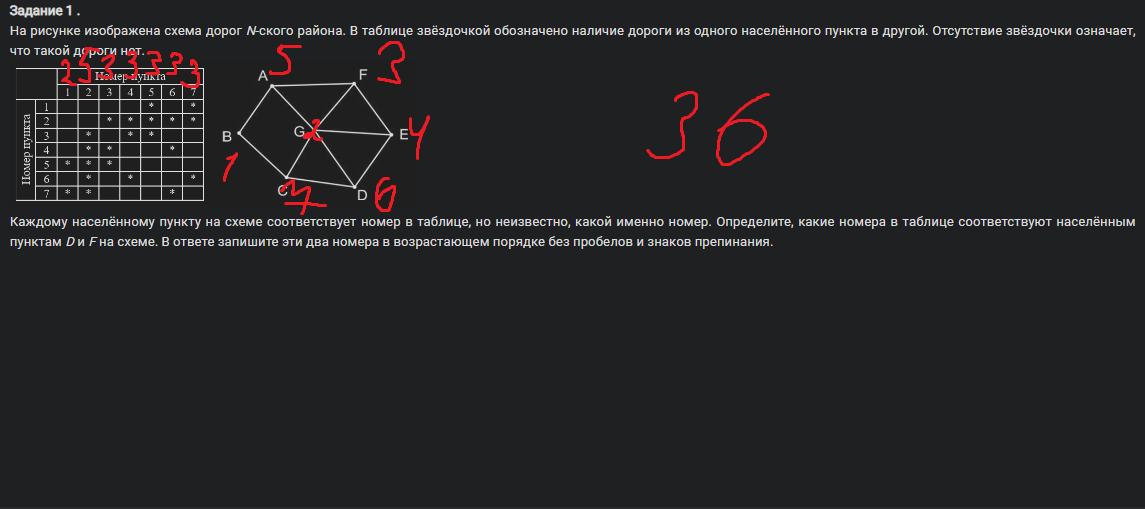 Задание 1 .
На рисунке изображена схема дорог N-ского района. В таблице звёздочкой обозначено наличие дороги из одного населённого пункта в другой. Отсутствие звёздочки означает,
что такой дороги нет.
2 5 3 3 3 3 3
Номер пункта
1 2 3 4 5 6 7
Номер пункта
1 * *
2 * * * * *
3 * * *
4 * * *
5 * * *
6 * * *
7 * * *
A 5 F 3
B 1 G 2 E 4
C 7 D 6
36
Каждому населённому пункту на схеме соответствует номер в таблице, но неизвестно, какой именно номер. Определите, какие номера в таблице соответствуют населённым
пунктам D и F на схеме. В ответе запишите эти два номера в возрастающем порядке без пробелов и знаков препинания.